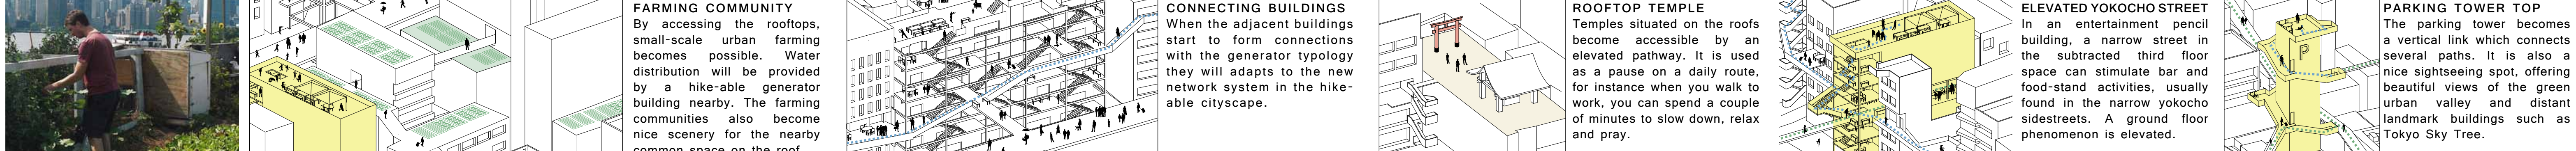 FARMING COMMUNITY
By accessing the rooftops,
small-scale urban farming
becomes possible. Water
distribution will be provided
by a hike-able generator
building nearby. The farming
communities also become
nice scenery for the nearby
common space on the roof.
CONNECTING BUILDINGS
When the adjacent buildings
start to form connections
with the generator typology
they will adapts to the new
network system in the hike-
able cityscape.
ROOFTOP TEMPLE
Temples situated on the roofs
become accessible by an
elevated pathway. It is used
as a pause on a daily route,
for instance when you walk to
work, you can spend a couple
of minutes to slow down, relax
and pray.
ELEVATED YOKOCHO STREET
In an entertainment pencil
building, a narrow street in
the subtracted third floor
space can stimulate bar and
food-stand activities, usually
found in the narrow yokocho
sidestreets. A ground floor
phenomenon is elevated.
P
PARKING TOWER TOP
The parking tower becomes
a vertical link which connects
several paths. It is also a
nice sightseeing spot, offering
beautiful views of the green
urban valley and distant
landmark buildings such as
Tokyo Sky Tree.